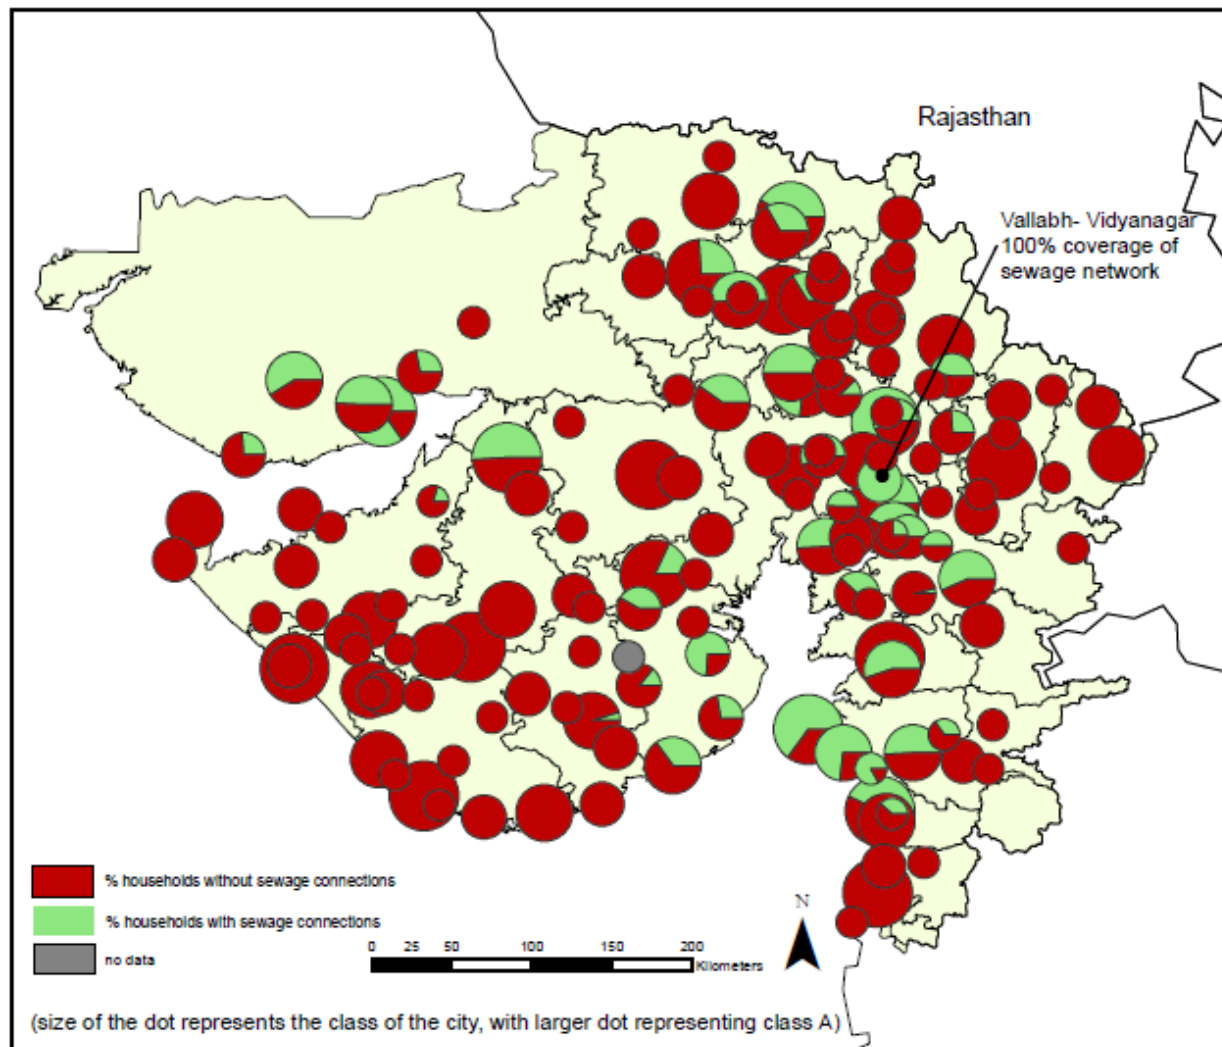 Rajasthan
Vallabh- Vidyanagar
100% coverage of
sewage network
% households without sewage connections
% households with sewage connections
no data
0 25 50 100 150 200
Kilometers
N
(size of the dot represents the class of the city, with larger dot representing class A)